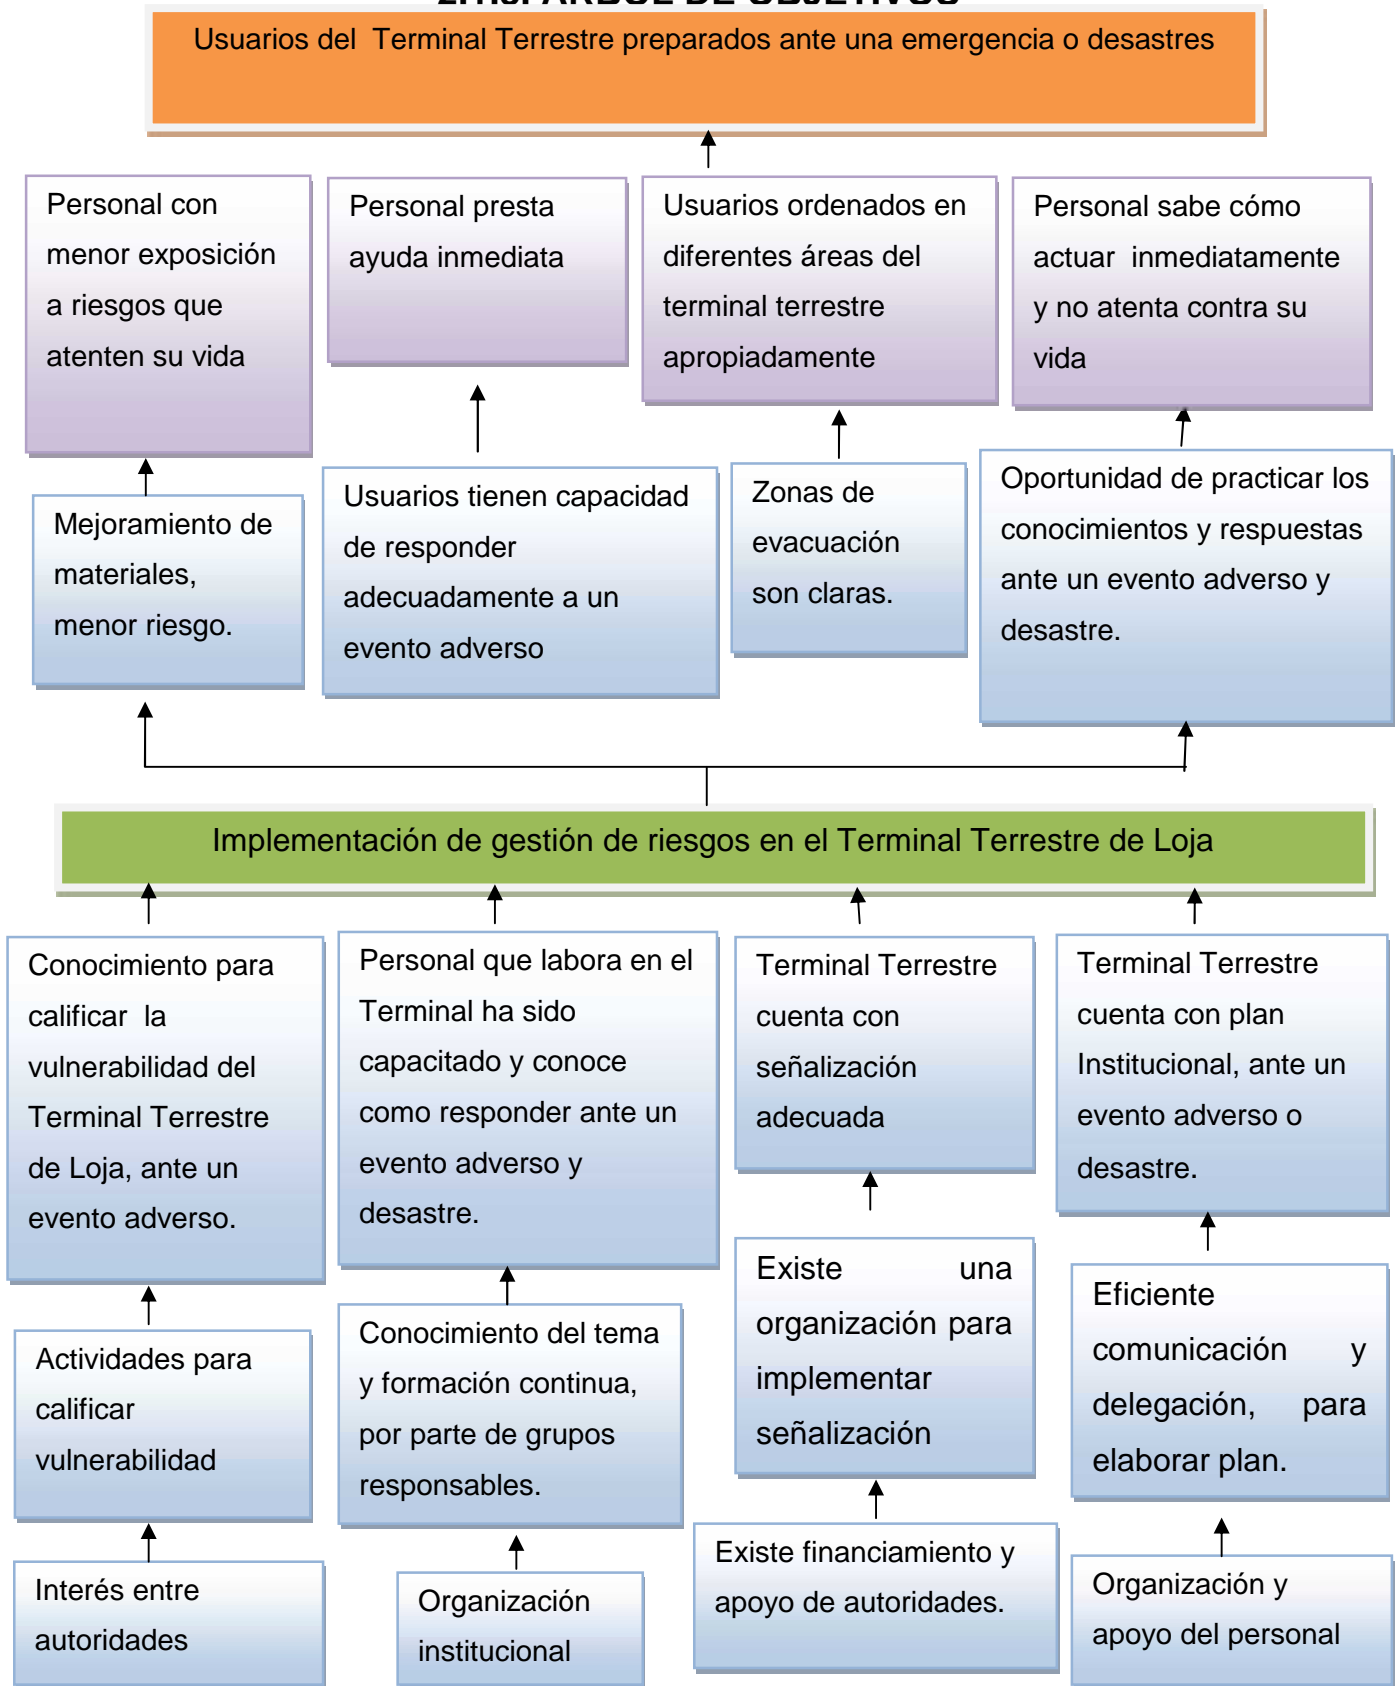 ÁRBOL DE OBJETIVOS
Usuarios del Terminal Terrestre preparados ante una emergencia o desastres
Personal con
menor exposición
a riesgos que
atenten su vida
Personal presta
ayuda inmediata
Usuarios ordenados en
diferentes áreas del
terminal terrestre
apropiadamente
Personal sabe cómo
actuar inmediatamente
y no atenta contra su
vida
Mejoramiento de
materiales,
menor riesgo.
Usuarios tienen capacidad
de responder
adecuadamente a un
evento adverso
Zonas de
evacuación
son claras.
Oportunidad de practicar los
conocimientos y respuestas
ante un evento adverso y
desastre.
Implementación de gestión de riesgos en el Terminal Terrestre de Loja
Conocimiento para
calificar la
vulnerabilidad del
Terminal Terrestre
de Loja, ante un
evento adverso.
Personal que labora en el
Terminal ha sido
capacitado y conoce
como responder ante un
evento adverso y
desastre.
Terminal Terrestre
cuenta con
señalización
adecuada
Terminal Terrestre
cuenta con plan
Institucional, ante un
evento adverso o
desastre.
Actividades para
calificar
vulnerabilidad
Conocimiento del tema
y formación continua,
por parte de grupos
responsables.
Existe una
organización para
implementar
señalización
Eficiente
comunicación y
delegación, para
elaborar plan.
Interés entre
autoridades
Organización
institucional
Existe financiamiento y
apoyo de autoridades.
Organización y
apoyo del personal